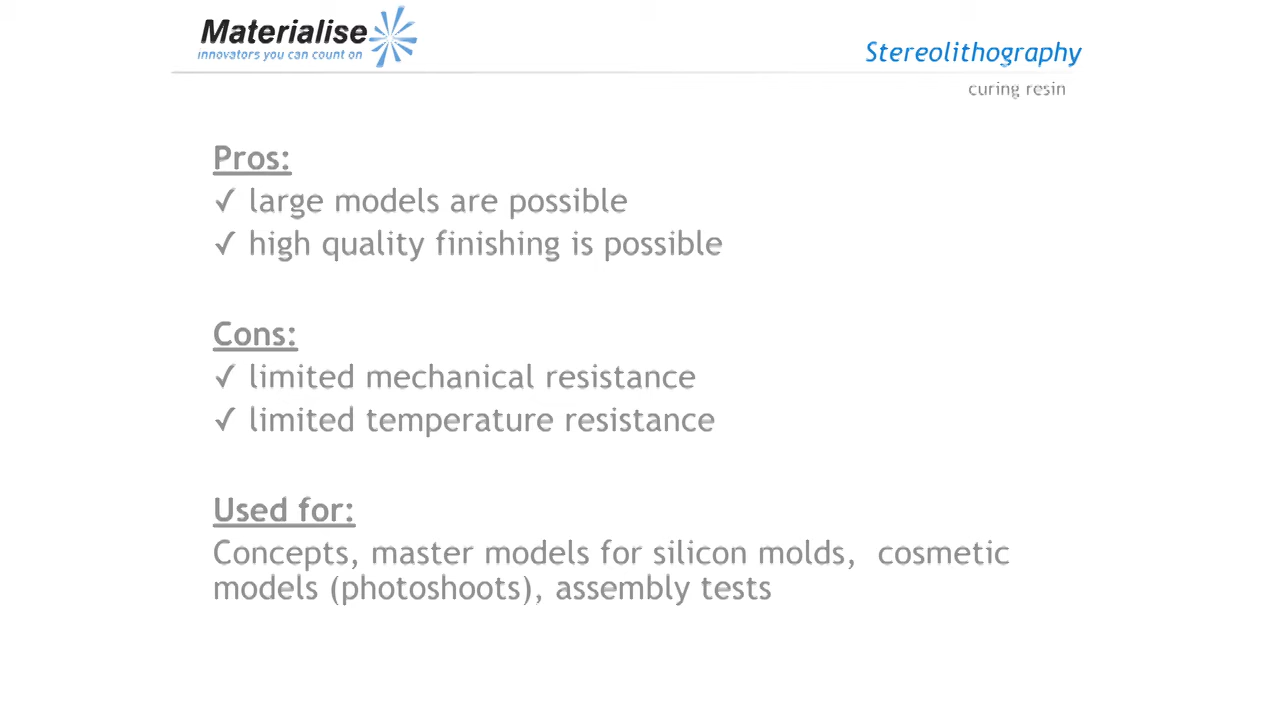 Materialise
innovators you can count on
Stereolithography
curing resin
Pros:
✓ large models are possible
✓ high quality finishing is possible
Cons:
✓ limited mechanical resistance
✓ limited temperature resistance
Used for:
Concepts, master models for silicon molds,  cosmetic
models (photoshoots), assembly tests